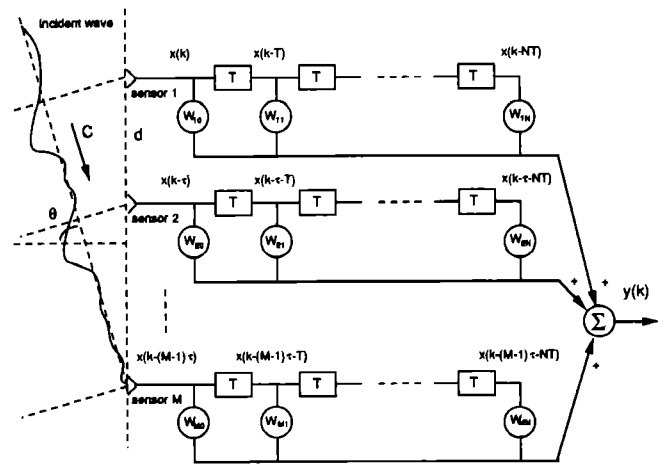 incident wave
x(k) x(k-T) x(k-NT)
T T T
sensor 1
W10 W11 W1N
C d
x(k-τ) x(k-τ-T) x(k-τ-NT)
T T T
sensor 2
θ
W20 W21 W2N
+ + y(k)
Σ
x(k-(M-1)τ) x(k-(M-1)τ-T) x(k-(M-1)τ-NT)
+
T T T
sensor M
WM0 WM1 WMN